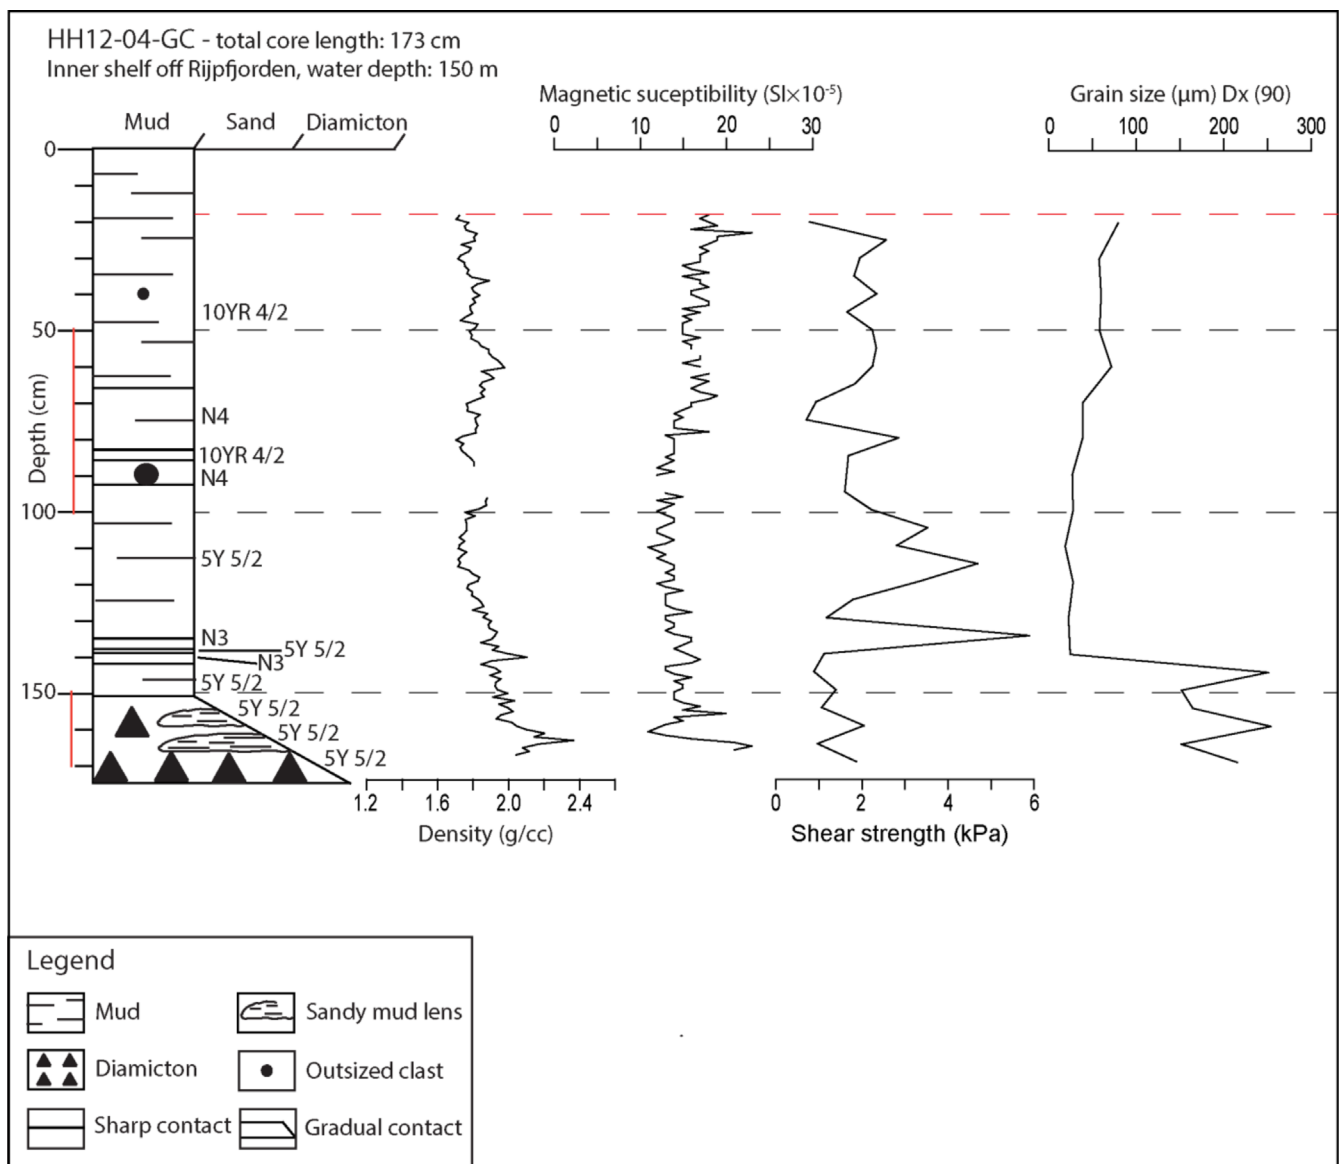 HH12-04-GC - total core length: 173 cm
Inner shelf off Rijpfjorden, water depth: 150 m
Magnetic suceptibility (SI×10⁻⁵)
Grain size (µm) Dx (90)
Mud Sand Diamicton
0 10 20 30
0 100 200 300
Depth (cm)
0
50
100
150
10YR 4/2
N4
10YR 4/2
N4
5Y 5/2
N3
5Y 5/2
N3
5Y 5/2
5Y 5/2
5Y 5/2
5Y 5/2
1.2 1.6 2.0 2.4
Density (g/cc)
0 2 4 6
Shear strength (kPa)
Legend
Mud
Sandy mud lens
Diamicton
Outsized clast
Sharp contact
Gradual contact